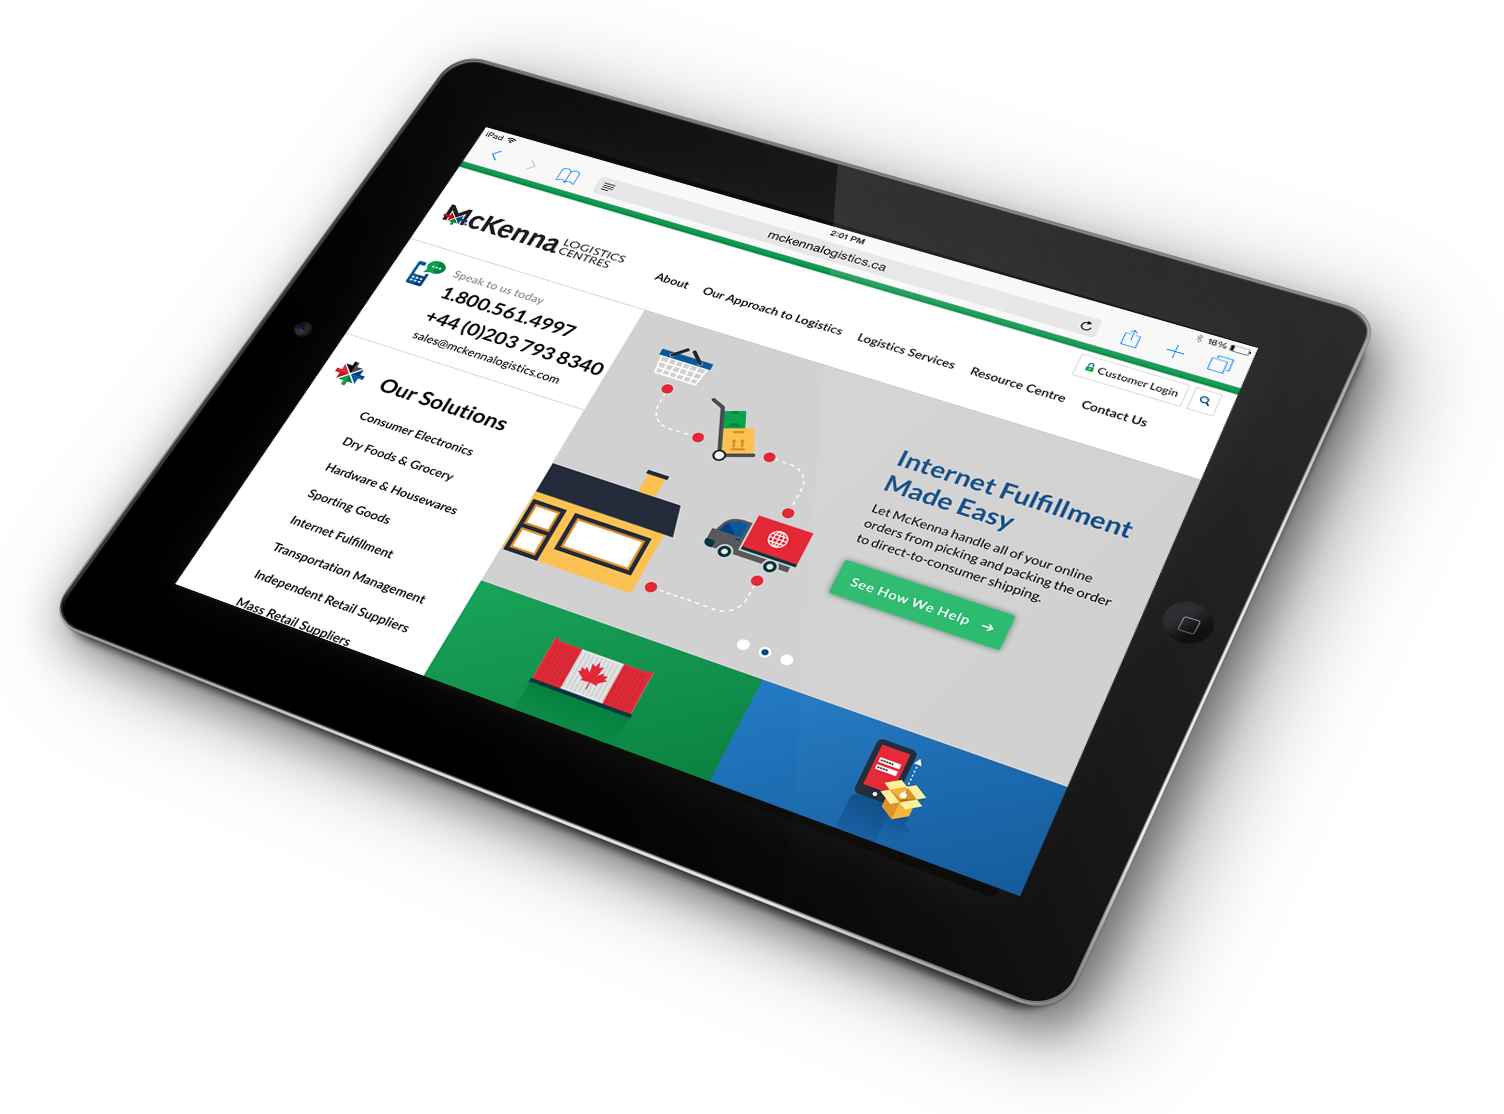 iPad
2:01 PM
16%
mckennalogistics.ca
McKenna LOGISTICS
CENTRES
Customer Login
About Our Approach to Logistics Logistics Services Resource Centre Contact Us
Speak to us today
1.800.561.4997
+44 (0)203 793 8340
sales@mckennalogistics.com
Our Solutions
Consumer Electronics
Dry Foods & Grocery
Hardware & Housewares
Sporting Goods
Internet Fulfillment
Transportation Management
Independent Retail Suppliers
Mass Retail Suppliers
Internet Fulfillment
Made Easy
Let McKenna handle all of your online
orders from picking and packing the order
to direct-to-consumer shipping.
See How We Help →